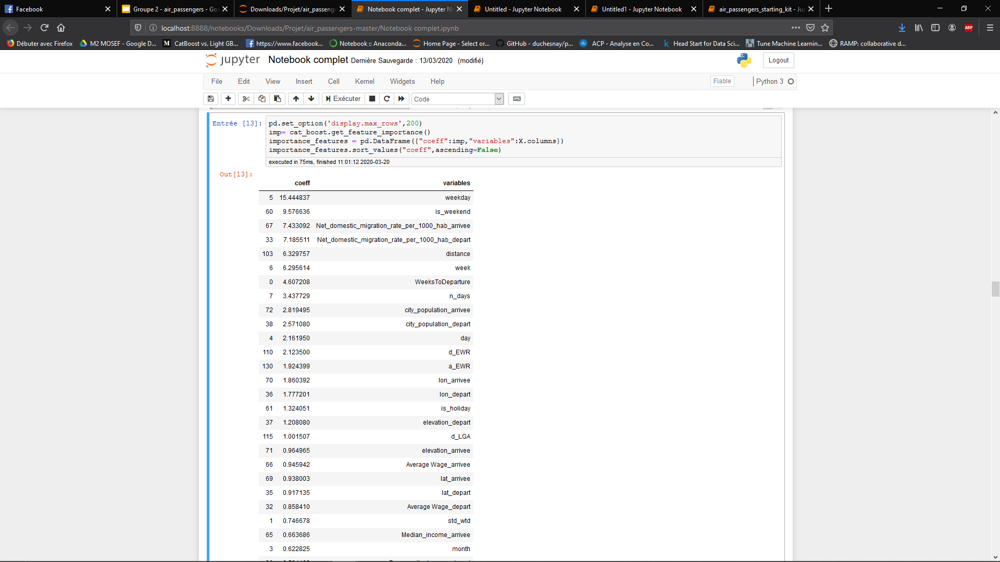 Facebook
Groupe 2 - air_passengers - Go
Downloads/Projet/air_passeng
Notebook complet - Jupyter N
Untitled - Jupyter Notebook
Untitled1 - Jupyter Notebook
air_passengers_starting_kit - Ju
localhost:8888/notebooks/Downloads/Projet/air_passengers-master/Notebook complet.ipynb
ABP
Débuter avec Firefox
M2 MOSEF - Google D...
CatBoost vs. Light GB...
https://www.facebook...
Notebook :: Anaconda...
Home Page - Select or...
GitHub - duchesnay/p...
ACP - Analyse en Co...
Head Start for Data Sci...
Tune Machine Learnin...
RAMP: collaborative d...
jupyter Notebook complet Dernière Sauvegarde : 13/03/2020 (modifié)
Logout
File Edit View Insert Cell Kernel Widgets Help
Fiable
Python 3
Exécuter
Code
Entrée [13]:
pd.set_option('display.max_rows',200)
imp= cat_boost.get_feature_importance()
importance_features = pd.DataFrame({"coeff":imp,"variables":X.columns})
importance_features.sort_values("coeff",ascending=False)
executed in 75ms, finished 11:01:12 2020-03-20
Out[13]:
coeff variables
5 15.444837 weekday
60 9.576636 is_weekend
67 7.433092 Net_domestic_migration_rate_per_1000_hab_arrivee
33 7.185511 Net_domestic_migration_rate_per_1000_hab_depart
103 6.329757 distance
6 6.295614 week
0 4.607208 WeeksToDeparture
7 3.437729 n_days
72 2.819495 city_population_arrivee
38 2.571080 city_population_depart
4 2.161950 day
110 2.123500 d_EWR
130 1.924399 a_EWR
70 1.860392 lon_arrivee
36 1.777201 lon_depart
61 1.324051 is_holiday
37 1.208080 elevation_depart
115 1.001507 d_LGA
71 0.964965 elevation_arrivee
66 0.945942 Average Wage_arrivee
69 0.938003 lat_arrivee
35 0.917135 lat_depart
32 0.858410 Average Wage_depart
1 0.746678 std_wtd
65 0.663686 Median_income_arrivee
3 0.622825 month